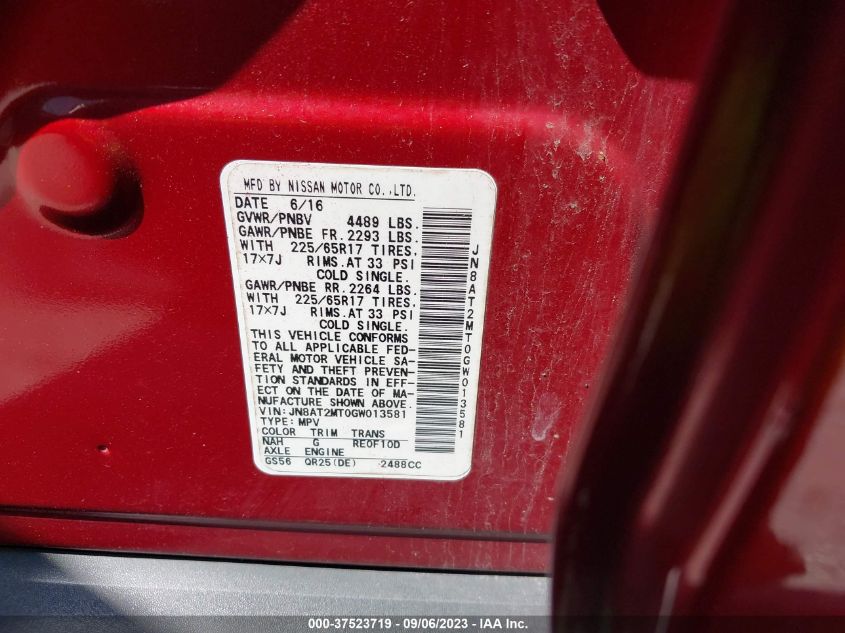 MFD BY NISSAN MOTOR CO.,LTD.
DATE 6/16
GVWR/PNBV 4489 LBS.
GAWR/PNBE FR. 2293 LBS.
WITH 225/65R17 TIRES,
17×7J RIMS.AT 33 PSI
COLD SINGLE.
GAWR/PNBE RR. 2264 LBS.
WITH 225/65R17 TIRES,
17×7J RIMS.AT 33 PSI
COLD SINGLE.
THIS VEHICLE CONFORMS
TO ALL APPLICABLE FED-
ERAL MOTOR VEHICLE SA-
FETY AND THEFT PREVEN-
TION STANDARDS IN EFF-
ECT ON THE DATE OF MA-
NUFACTURE SHOWN ABOVE.
VIN: JN8AT2MT0GW013581
TYPE: MPV
COLOR TRIM TRANS
NAH G RE0F10D
AXLE ENGINE
GS56 QR25(DE) 2488CC
JN8AT2MT0GW013581
000-37523719 - 09/06/2023 - IAA Inc.